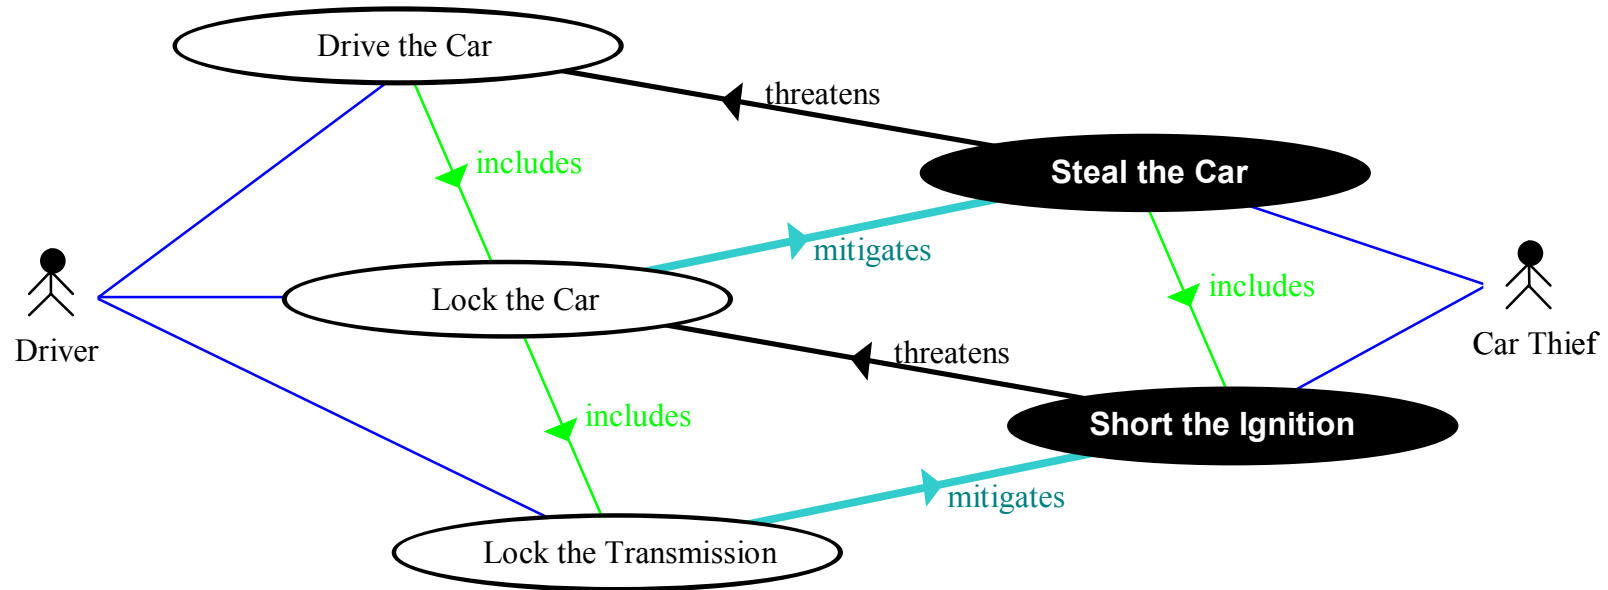 Drive the Car
threatens
includes
Steal the Car
mitigates
includes
Lock the Car
Driver
Car Thief
threatens
includes
Short the Ignition
mitigates
Lock the Transmission